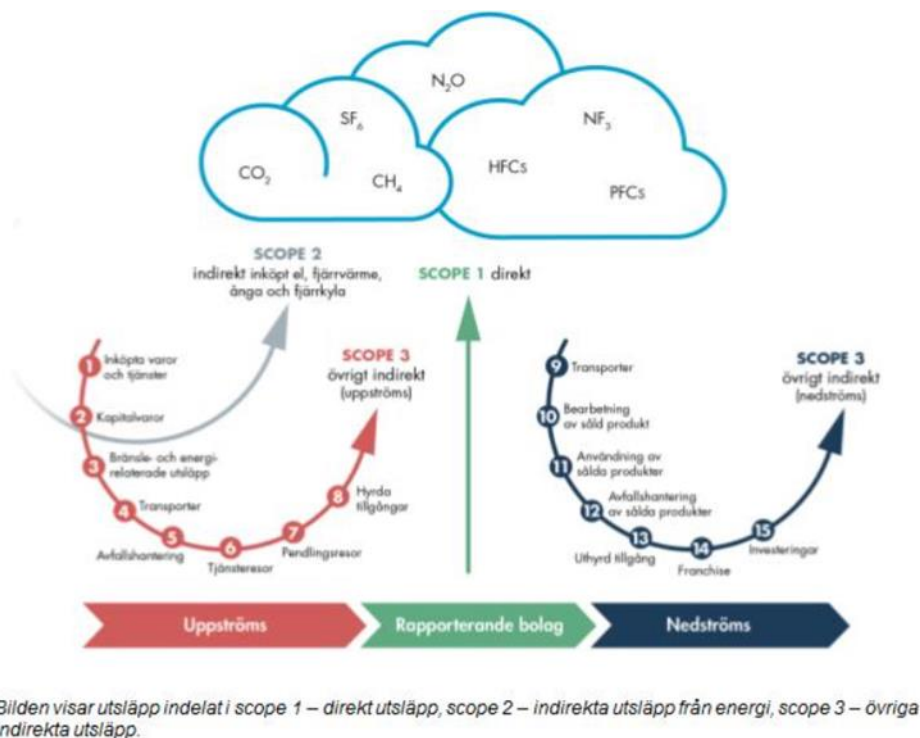 N₂O
SF₆
NF₃
CO₂
CH₄
HFCs
PFCs
SCOPE 2
indirekt inköpt el, fjärrvärme,
ånga och fjärrkyla
SCOPE 1 direkt
SCOPE 3
övrigt indirekt
(uppströms)
SCOPE 3
övrigt indirekt
(nedströms)
1 Inköpta varor
och tjänster
2 Kapitalvaror
3 Bränsle- och energi-
relaterade utsläpp
4 Transporter
5 Avfallshantering
6 Tjänsteresor
7 Pendlingsresor
8 Hyrda
tillgångar
9 Transporter
10 Bearbetning
av såld produkt
11 Användning av
sålda produkter
12 Avfallshantering
av sålda produkter
13 Uthyrd tillgång
14 Franchise
15 Investeringar
Uppströms
Rapporterande bolag
Nedströms
Bilden visar utsläpp indelat i scope 1 – direkt utsläpp, scope 2 – indirekta utsläpp från energi, scope 3 – övriga
indirekta utsläpp.